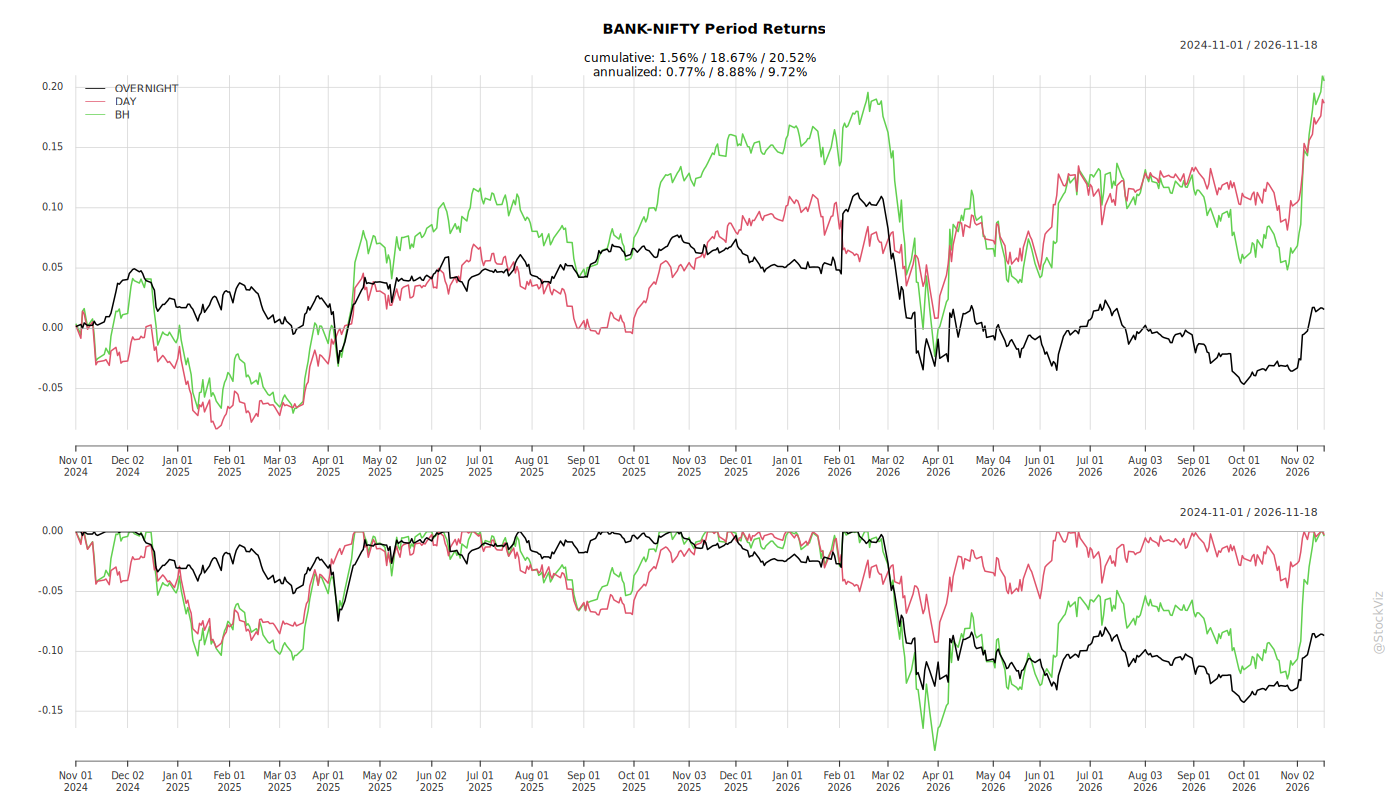 BANK-NIFTY Period Returns
2024-11-01 / 2026-11-18
cumulative: 1.56% / 18.67% / 20.52%
annualized: 0.77% / 8.88% / 9.72%
OVERNIGHT
DAY
BH
0.20
0.15
0.10
0.05
0.00
-0.05
Nov 01 Dec 02 Jan 01 Feb 01 Mar 03 Apr 01 May 02 Jun 02 Jul 01 Aug 01 Sep 01 Oct 01 Nov 03 Dec 01 Jan 01 Feb 01 Mar 02 Apr 01 May 04 Jun 01 Jul 01 Aug 03 Sep 01 Oct 01 Nov 02
2024 2024 2025 2025 2025 2025 2025 2025 2025 2025 2025 2025 2025 2025 2026 2026 2026 2026 2026 2026 2026 2026 2026 2026 2026
2024-11-01 / 2026-11-18
0.00
-0.05
-0.10
-0.15
Nov 01 Dec 02 Jan 01 Feb 01 Mar 03 Apr 01 May 02 Jun 02 Jul 01 Aug 01 Sep 01 Oct 01 Nov 03 Dec 01 Jan 01 Feb 01 Mar 02 Apr 01 May 04 Jun 01 Jul 01 Aug 03 Sep 01 Oct 01 Nov 02
2024 2024 2025 2025 2025 2025 2025 2025 2025 2025 2025 2025 2025 2025 2026 2026 2026 2026 2026 2026 2026 2026 2026 2026 2026
@StockViz